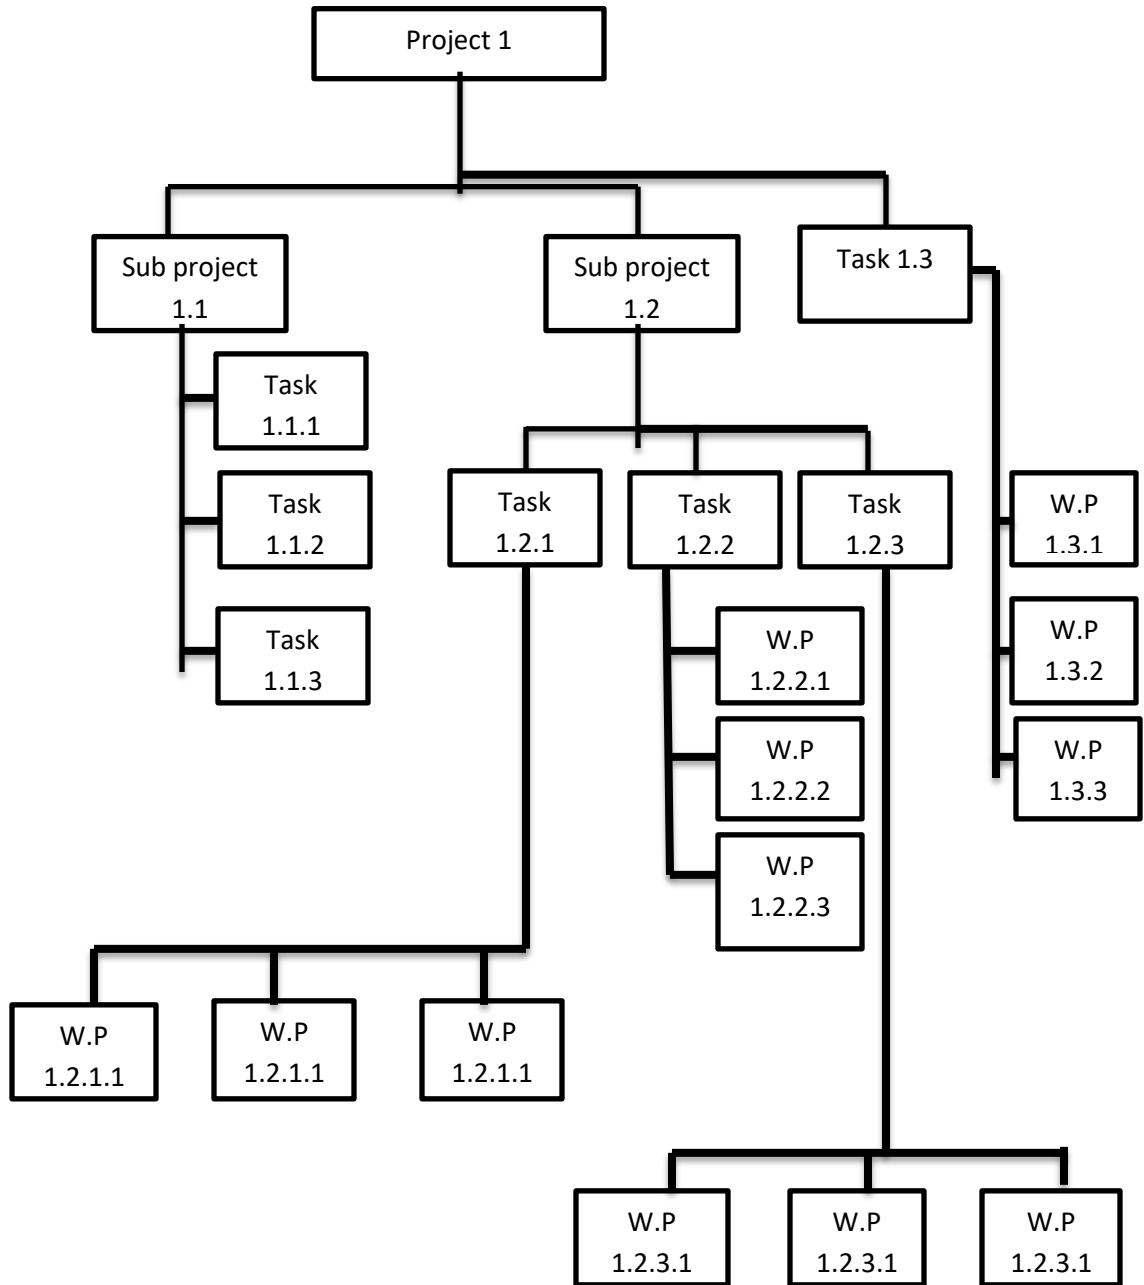 Project 1
Sub project
1.1
Sub project
1.2
Task 1.3
Task
1.1.1
Task
1.1.2
Task
1.1.3
Task
1.2.1
Task
1.2.2
Task
1.2.3
W.P
1.3.1
W.P
1.3.2
W.P
1.3.3
W.P
1.2.2.1
W.P
1.2.2.2
W.P
1.2.2.3
W.P
1.2.1.1
W.P
1.2.1.1
W.P
1.2.1.1
W.P
1.2.3.1
W.P
1.2.3.1
W.P
1.2.3.1